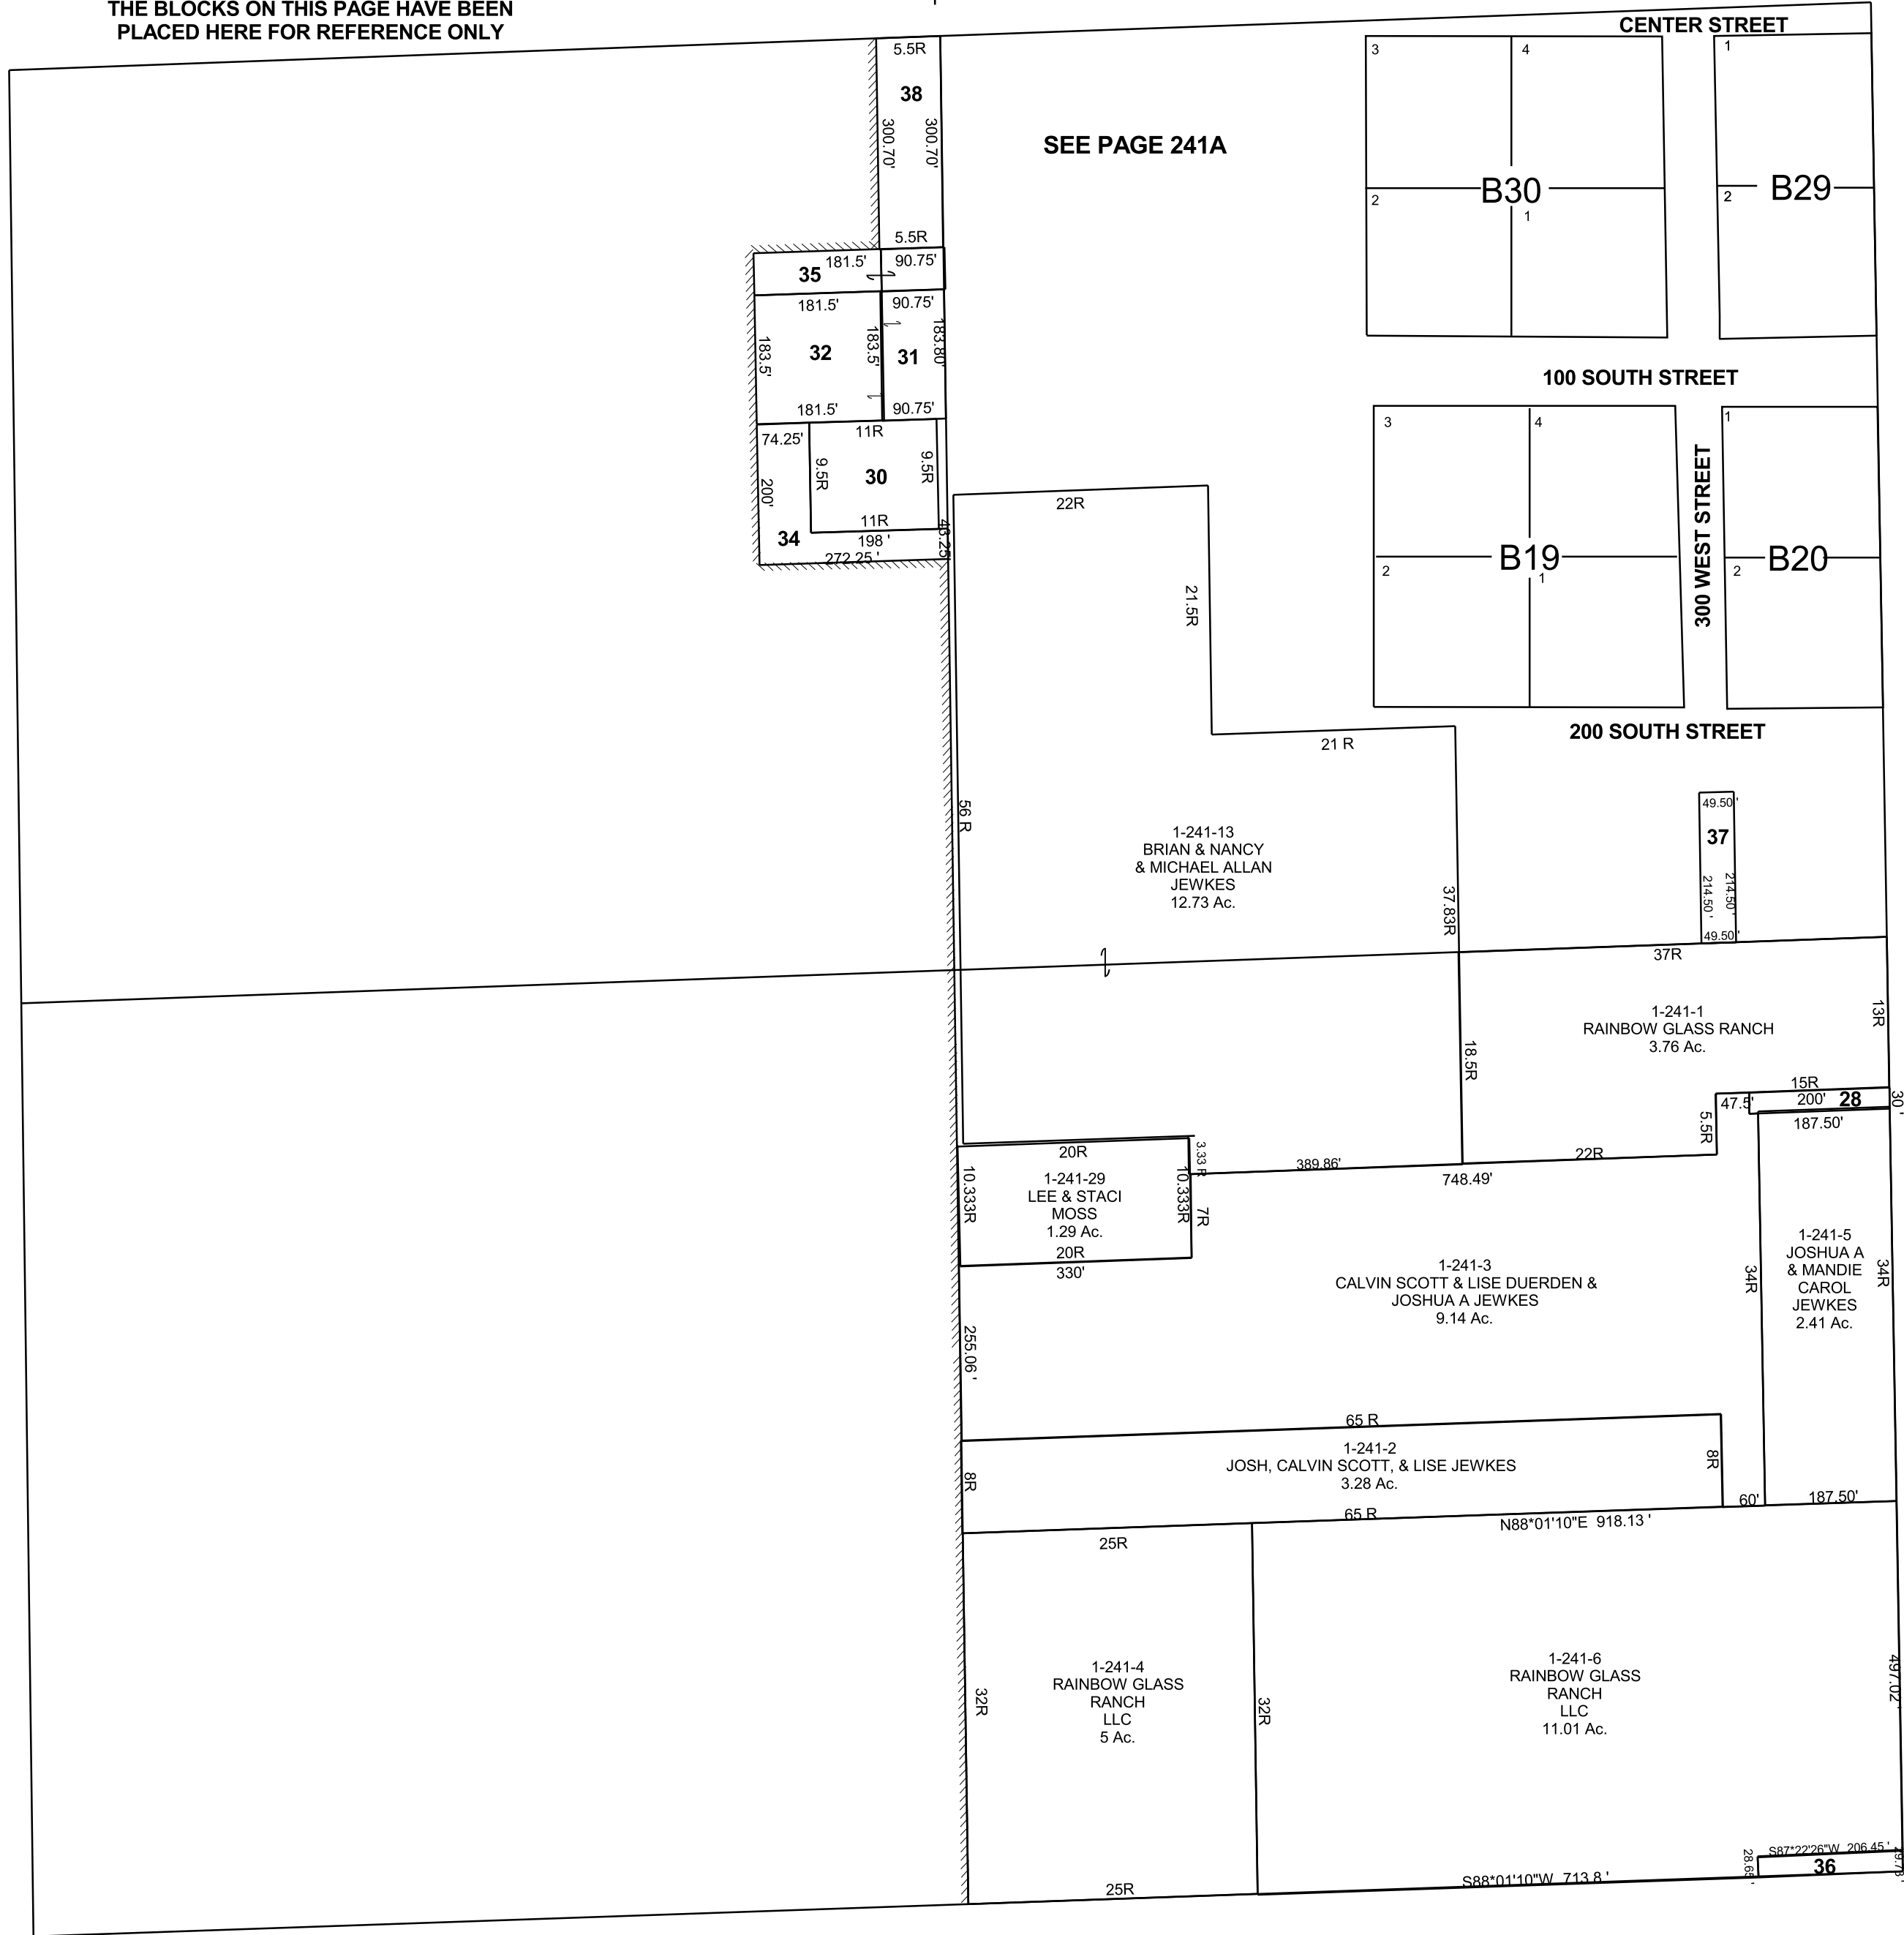 THE BLOCKS ON THIS PAGE HAVE BEEN
PLACED HERE FOR REFERENCE ONLY
CENTER STREET
5.5R
38
300.70'
300.70'
5.5R
SEE PAGE 241A
3
4
B30
2
1
1
B29
2
35
181.5'
90.75'
181.5'
90.75'
183.5'
32
183.5'
31
183.80'
181.5'
90.75'
100 SOUTH STREET
74.25'
11R
200'
9.5R
30
9.5R
11R
34
198 '
272.25 '
46.25'
3
4
B19
2
1
300 WEST STREET
1
B20
2
22R
21.5R
21 R
200 SOUTH STREET
56 R
1-241-13
BRIAN & NANCY
& MICHAEL ALLAN
JEWKES
12.73 Ac.
37.83R
49.50 '
37
214.50 '
214.50 '
49.50 '
37R
1-241-1
RAINBOW GLASS RANCH
3.76 Ac.
13R
18.5R
15R
47.5'
200'
28
30 '
187.50'
5.5R
22R
20R
3.33 R
389.86'
748.49'
10.333R
1-241-29
LEE & STACI
MOSS
1.29 Ac.
10.333R
7R
20R
330'
1-241-3
CALVIN SCOTT & LISE DUERDEN &
JOSHUA A JEWKES
9.14 Ac.
34R
1-241-5
JOSHUA A
& MANDIE
CAROL
JEWKES
2.41 Ac.
34R
255.06 '
65 R
8R
1-241-2
JOSH, CALVIN SCOTT, & LISE JEWKES
3.28 Ac.
8R
60'
187.50'
65 R
N88*01'10"E 918.13 '
25R
32R
1-241-4
RAINBOW GLASS
RANCH
LLC
5 Ac.
32R
1-241-6
RAINBOW GLASS
RANCH
LLC
11.01 Ac.
497.02 '
S87*22'26"W 206.45 '
36
S88*01'10"W 713.8 '
25R